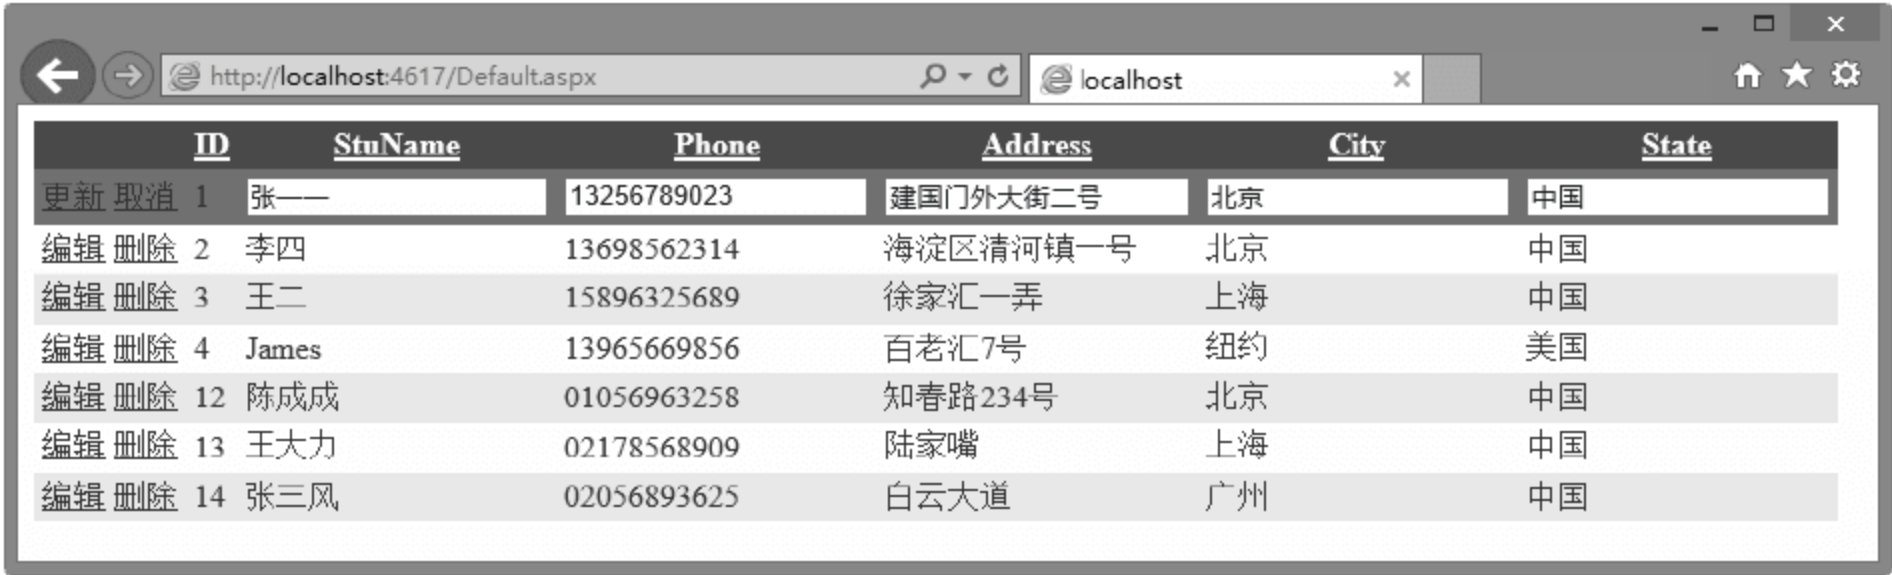 http://localhost:4617/Default.aspx localhost
ID StuName Phone Address City State
更新 取消 1 张一一 13256789023 建国门外大街二号 北京 中国
编辑 删除 2 李四 13698562314 海淀区清河镇一号 北京 中国
编辑 删除 3 王二 15896325689 徐家汇一弄 上海 中国
编辑 删除 4 James 13965669856 百老汇7号 纽约 美国
编辑 删除 12 陈成成 01056963258 知春路234号 北京 中国
编辑 删除 13 王大力 02178568909 陆家嘴 上海 中国
编辑 删除 14 张三风 02056893625 白云大道 广州 中国